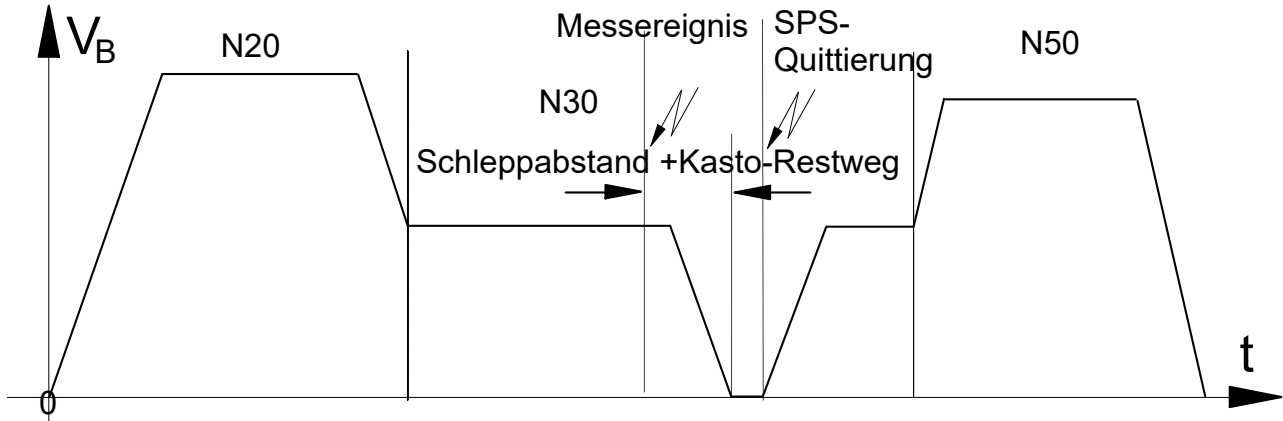 V_B
N20
Messereignis
SPS-
Quittierung
N50
N30
Schleppabstand +Kasto-Restweg
t
0